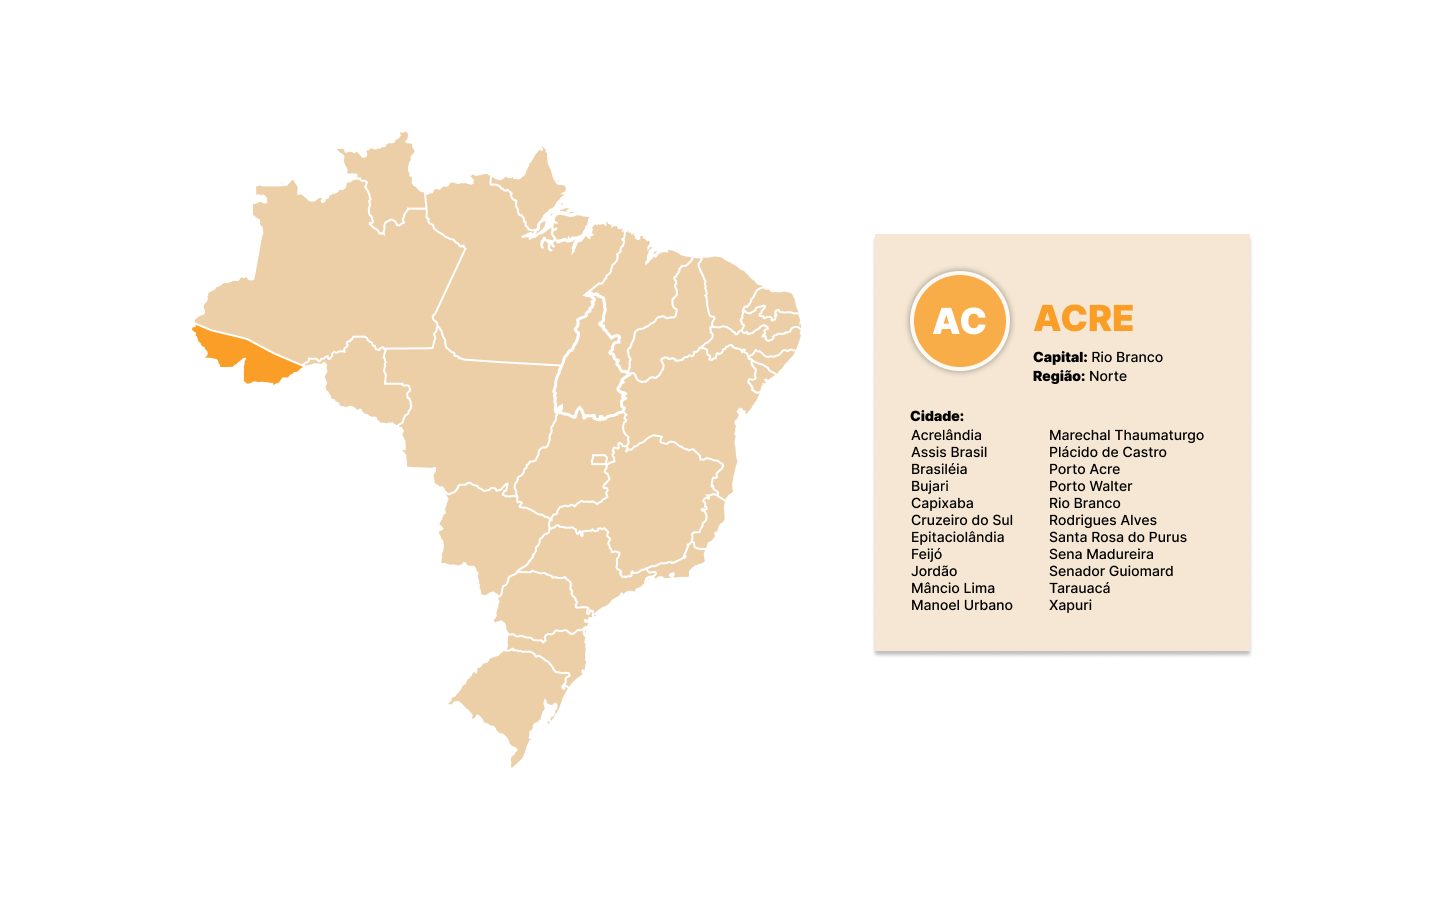 AC
ACRE
Capital: Rio Branco
Região: Norte
Cidade:
Acrelândia
Assis Brasil
Brasiléia
Bujari
Capixaba
Cruzeiro do Sul
Epitaciolândia
Feijó
Jordão
Mâncio Lima
Manoel Urbano
Marechal Thaumaturgo
Plácido de Castro
Porto Acre
Porto Walter
Rio Branco
Rodrigues Alves
Santa Rosa do Purus
Sena Madureira
Senador Guiomard
Tarauacá
Xapuri